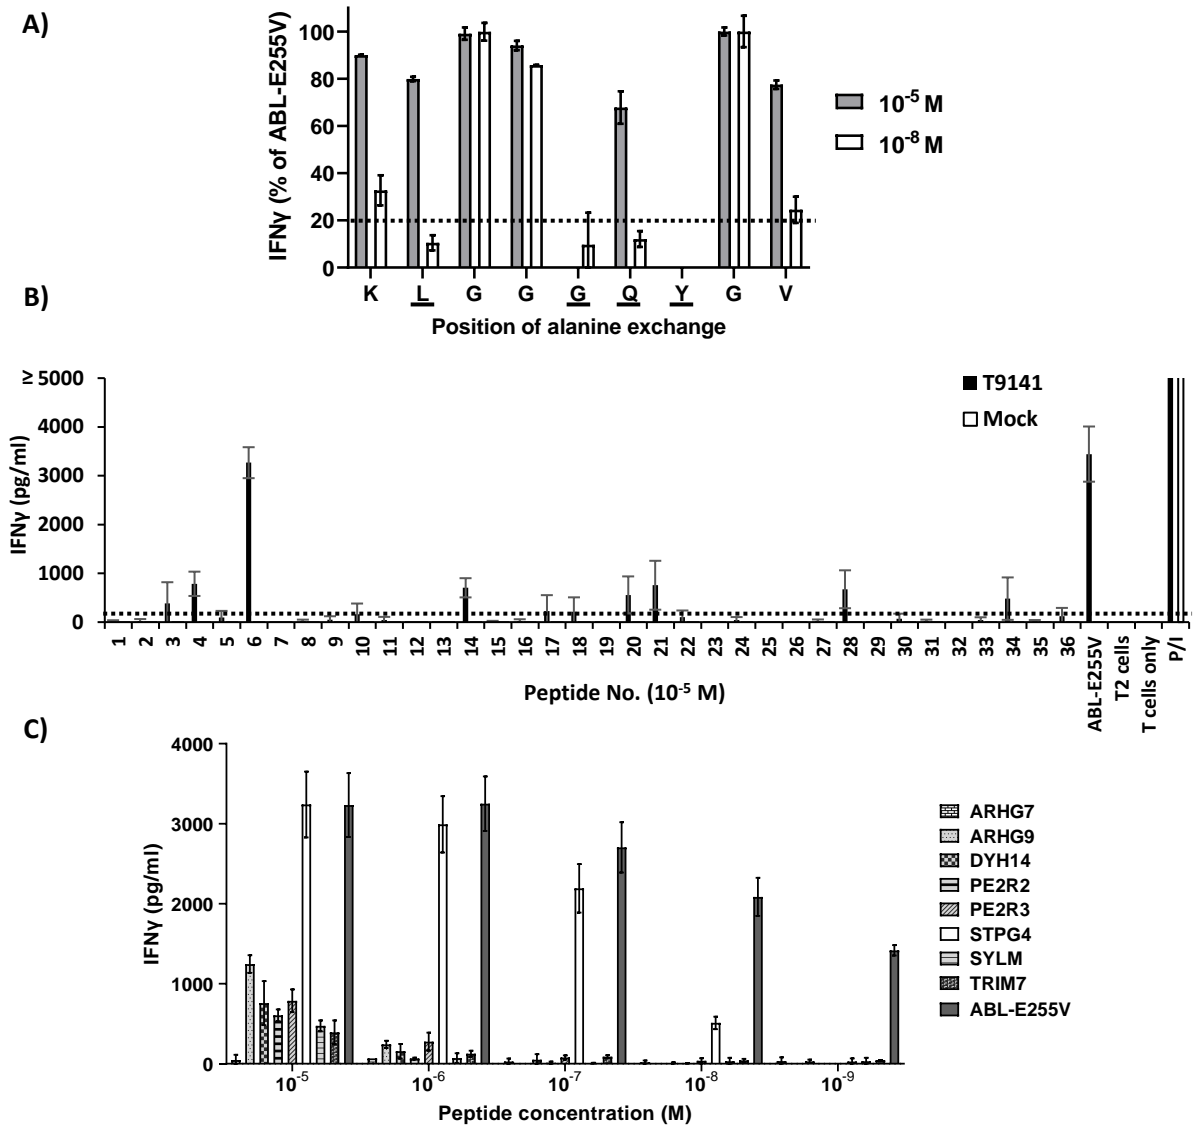 A)
IFNγ (% of ABL-E255V)
100
80
60
40
20
0
10⁻⁵ M
10⁻⁸ M
K L G G G Q Y G V
Position of alanine exchange
B)
IFNγ (pg/ml)
≥ 5000
4000
3000
2000
1000
0
T9141
Mock
1 2 3 4 5 6 7 8 9 10 11 12 13 14 15 16 17 18 19 20 21 22 23 24 25 26 27 28 29 30 31 32 33 34 35 36 ABL-E255V T2 cells T cells only P/I
Peptide No. (10⁻⁵ M)
C)
IFNγ (pg/ml)
4000
3000
2000
1000
0
ARHG7
ARHG9
DYH14
PE2R2
PE2R3
STPG4
SYLM
TRIM7
ABL-E255V
10⁻⁵ 10⁻⁶ 10⁻⁷ 10⁻⁸ 10⁻⁹
Peptide concentration (M)